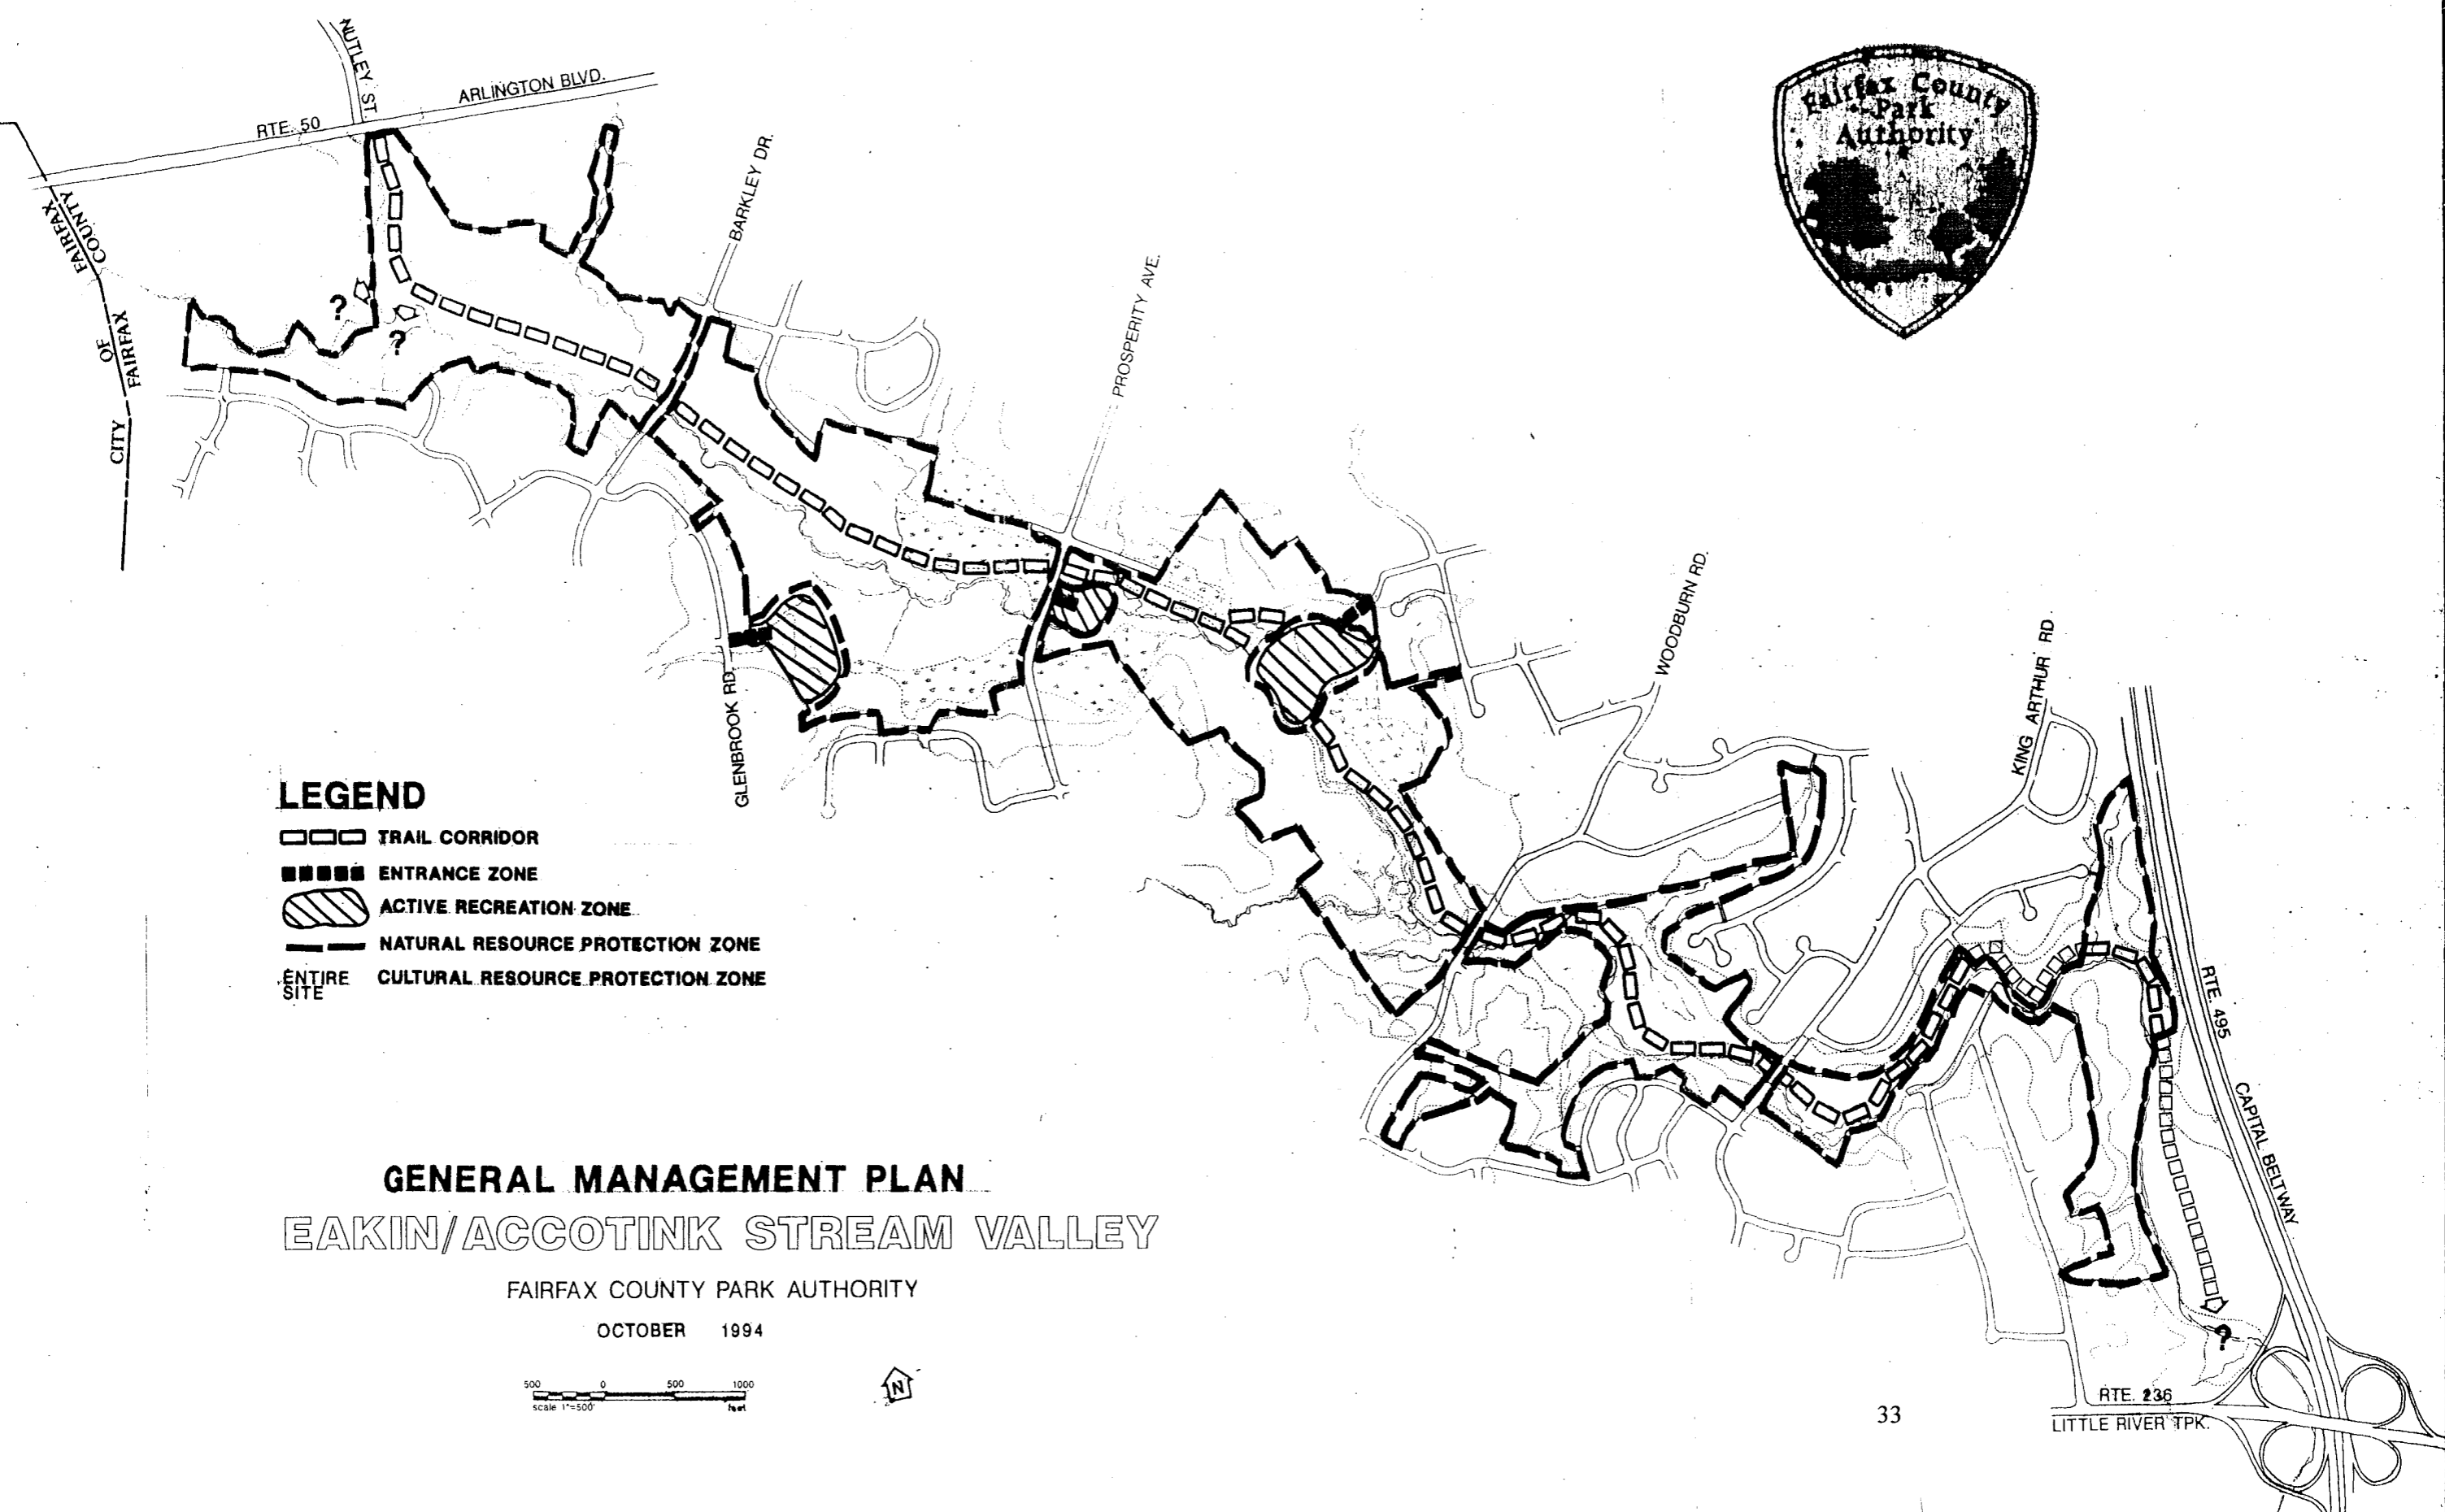 NUTLEY ST.
ARLINGTON BLVD.
RTE. 50
FAIRFAX
COUNTY
CITY
OF
FAIRFAX
BARKLEY DR.
PROSPERITY AVE.
Fairfax County
Park
Authority
?
?
WOODBURN RD.
KING ARTHUR RD.
GLENBROOK RD.
LEGEND
TRAIL CORRIDOR
ENTRANCE ZONE
ACTIVE RECREATION ZONE
NATURAL RESOURCE PROTECTION ZONE
ENTIRE
SITE
CULTURAL RESOURCE PROTECTION ZONE
RTE. 495
CAPITAL BELTWAY
?
GENERAL MANAGEMENT PLAN
EAKIN/ACCOTINK STREAM VALLEY
FAIRFAX COUNTY PARK AUTHORITY
OCTOBER 1994
500 0 500 1000
scale 1"=500'
feet
N
33
RTE. 236
LITTLE RIVER TPK.